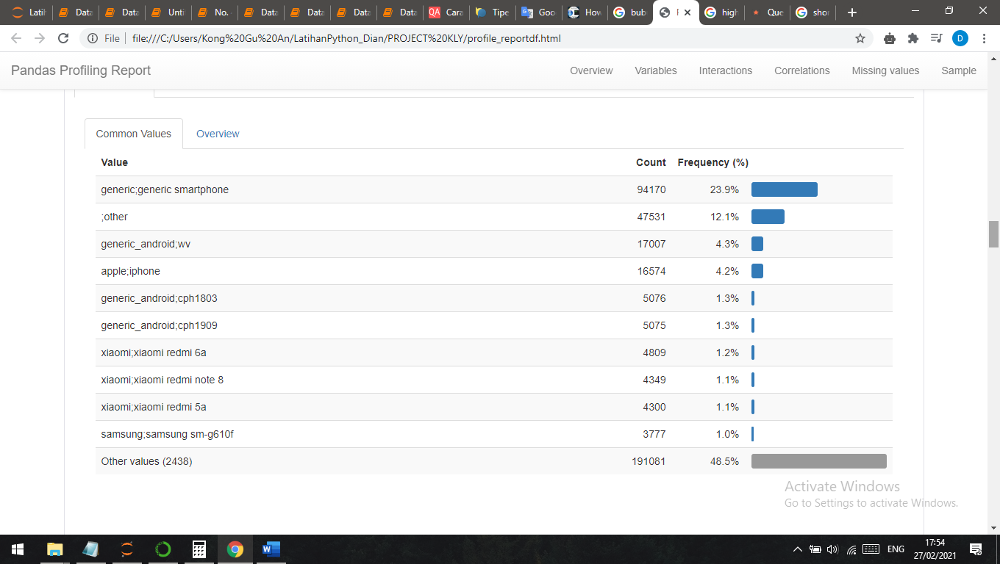 Latih Data Data Unti No. Data Data Data Data QA Cara Tipe Goo How bub F high Que shor
File file:///C:/Users/Kong%20Gu%20An/LatihanPython_Dian/PROJECT%20KLY/profile_reportdf.html D
Pandas Profiling Report Overview Variables Interactions Correlations Missing values Sample
Common Values Overview
Value Count Frequency (%)
generic;generic smartphone 94170 23.9%
;other 47531 12.1%
generic_android;wv 17007 4.3%
apple;iphone 16574 4.2%
generic_android;cph1803 5076 1.3%
generic_android;cph1909 5075 1.3%
xiaomi;xiaomi redmi 6a 4809 1.2%
xiaomi;xiaomi redmi note 8 4349 1.1%
xiaomi;xiaomi redmi 5a 4300 1.1%
samsung;samsung sm-g610f 3777 1.0%
Other values (2438) 191081 48.5%
Activate Windows
Go to Settings to activate Windows.
ENG 17:54
27/02/2021